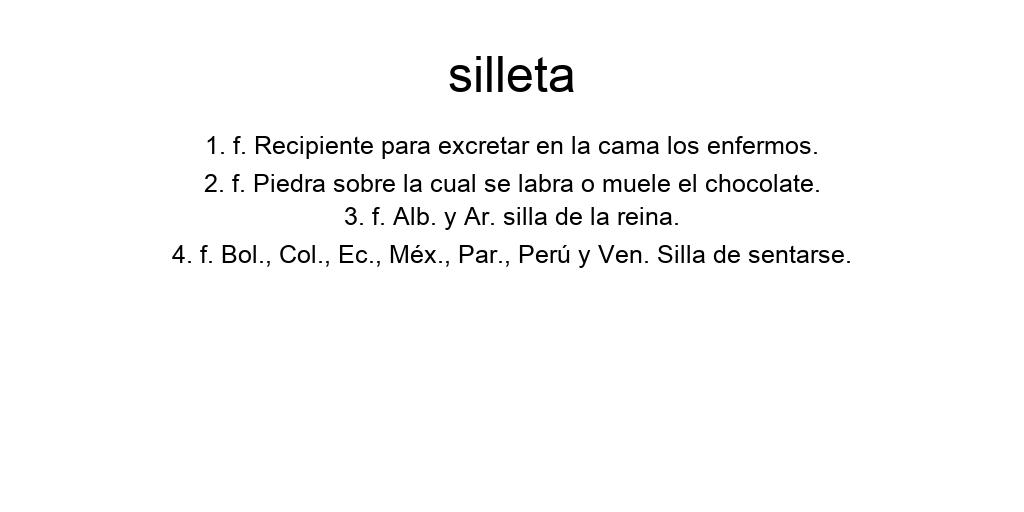 silleta
1. f. Recipiente para excretar en la cama los enfermos.
2. f. Piedra sobre la cual se labra o muele el chocolate.
3. f. Alb. y Ar. silla de la reina.
4. f. Bol., Col., Ec., Méx., Par., Perú y Ven. Silla de sentarse.